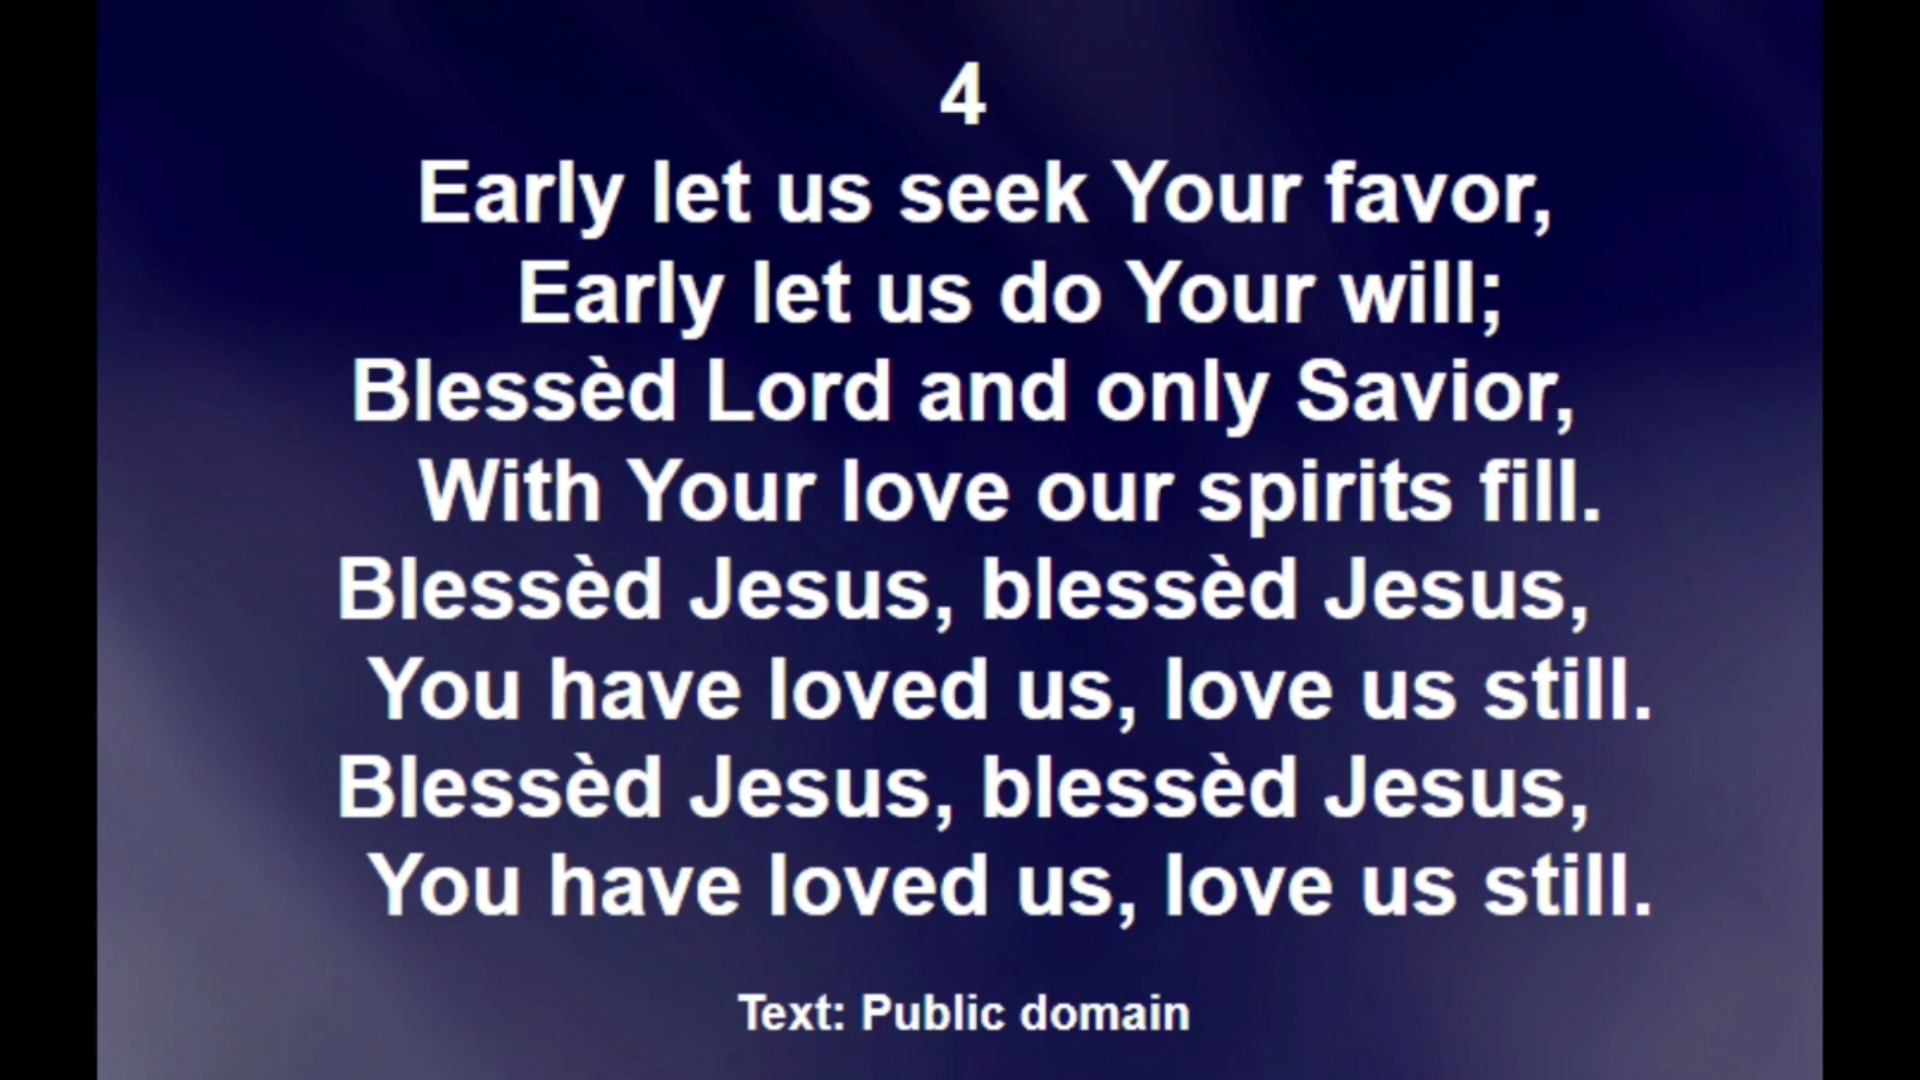 4
Early let us seek Your favor,
Early let us do Your will;
Blessèd Lord and only Savior,
With Your love our spirits fill.
Blessèd Jesus, blessèd Jesus,
You have loved us, love us still.
Blessèd Jesus, blessèd Jesus,
You have loved us, love us still.
Text: Public domain